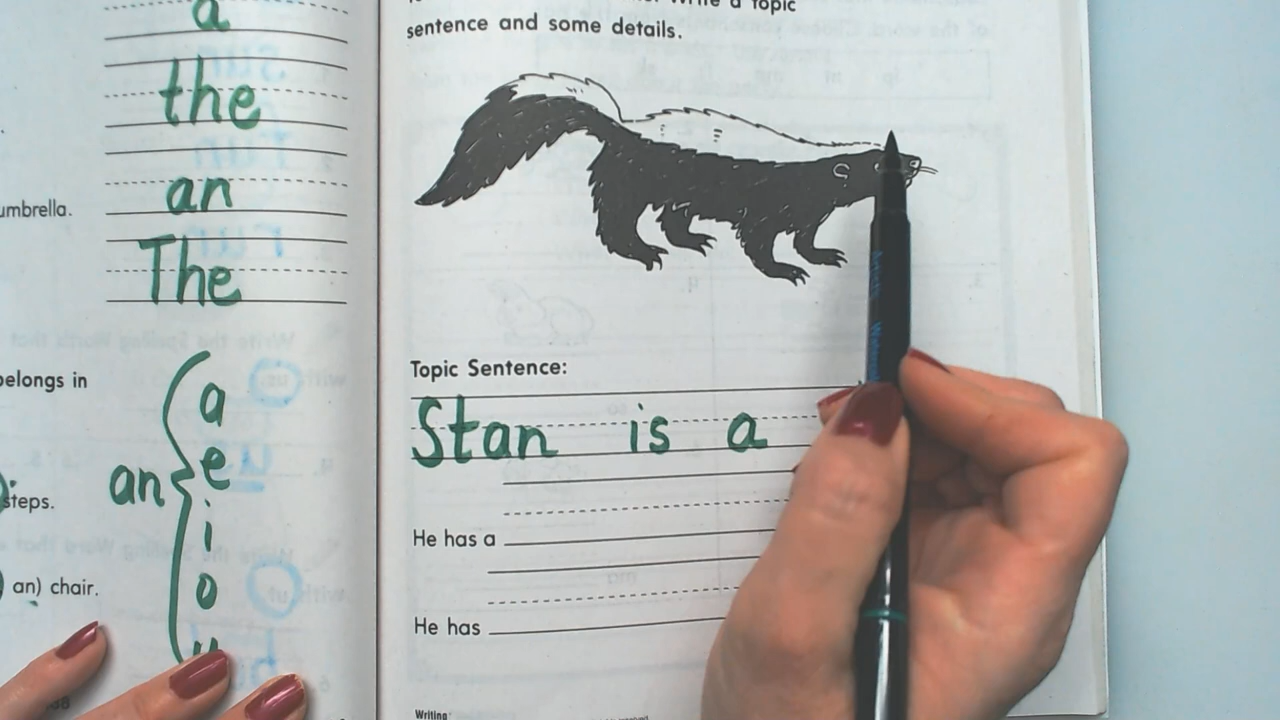 a
the
an
The
umbrella.
belongs in
an
a
e
i
o
u
steps.
an) chair.
sentence and some details.
Topic Sentence:
Stan is a
He has a
He has
Writing